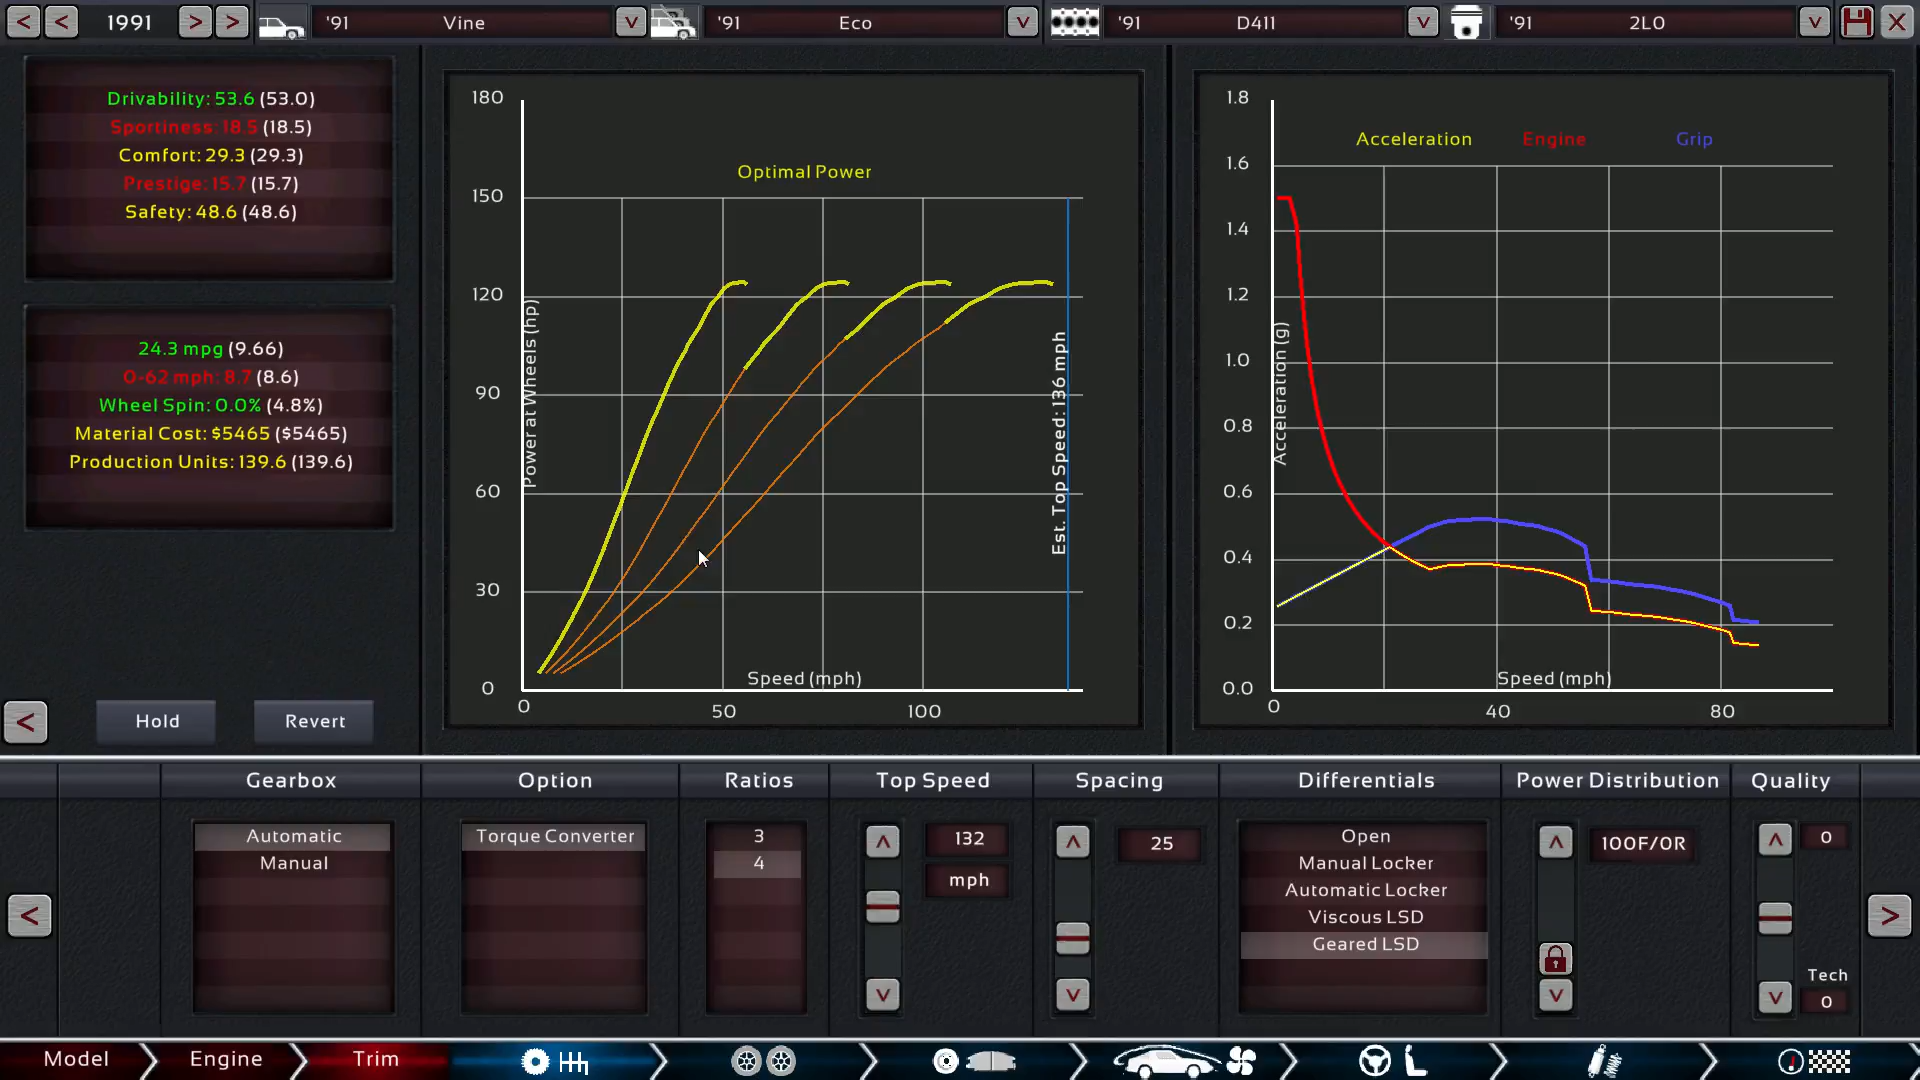 < < 1991 > >
'91 Vine V
'91 Eco V
'91 D411 V
'91 2L0 V
X
Drivability: 53.6 (53.0)
Sportiness: 18.5 (18.5)
Comfort: 29.3 (29.3)
Prestige: 15.7 (15.7)
Safety: 48.6 (48.6)
24.3 mpg (9.66)
0-62 mph: 8.7 (8.6)
Wheel Spin: 0.0% (4.8%)
Material Cost: $5465 ($5465)
Production Units: 139.6 (139.6)
<
Hold
Revert
180
150
120
90
60
30
0
Optimal Power
Power at Wheels (hp)
Est. Top Speed: 136 mph
Speed (mph)
0
50
100
1.8
1.6
1.4
1.2
1.0
0.8
0.6
0.4
0.2
0.0
Acceleration
Engine
Grip
Acceleration (g)
Speed (mph)
0
40
80
Gearbox
Automatic
Manual
Option
Torque Converter
Ratios
3
4
Top Speed
132
mph
Spacing
25
Differentials
Open
Manual Locker
Automatic Locker
Viscous LSD
Geared LSD
Power Distribution
100F/0R
Quality
0
Tech
0
<
>
Model
Engine
Trim